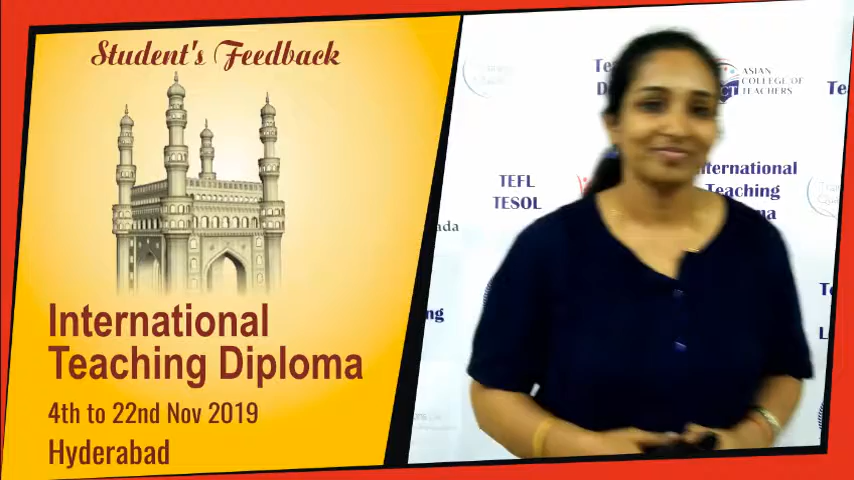 Student's Feedback
International
Teaching Diploma
4th to 22nd Nov 2019
Hyderabad
ASIAN
COLLEGE OF
TEACHERS
TEFL
TESOL
International
Teaching